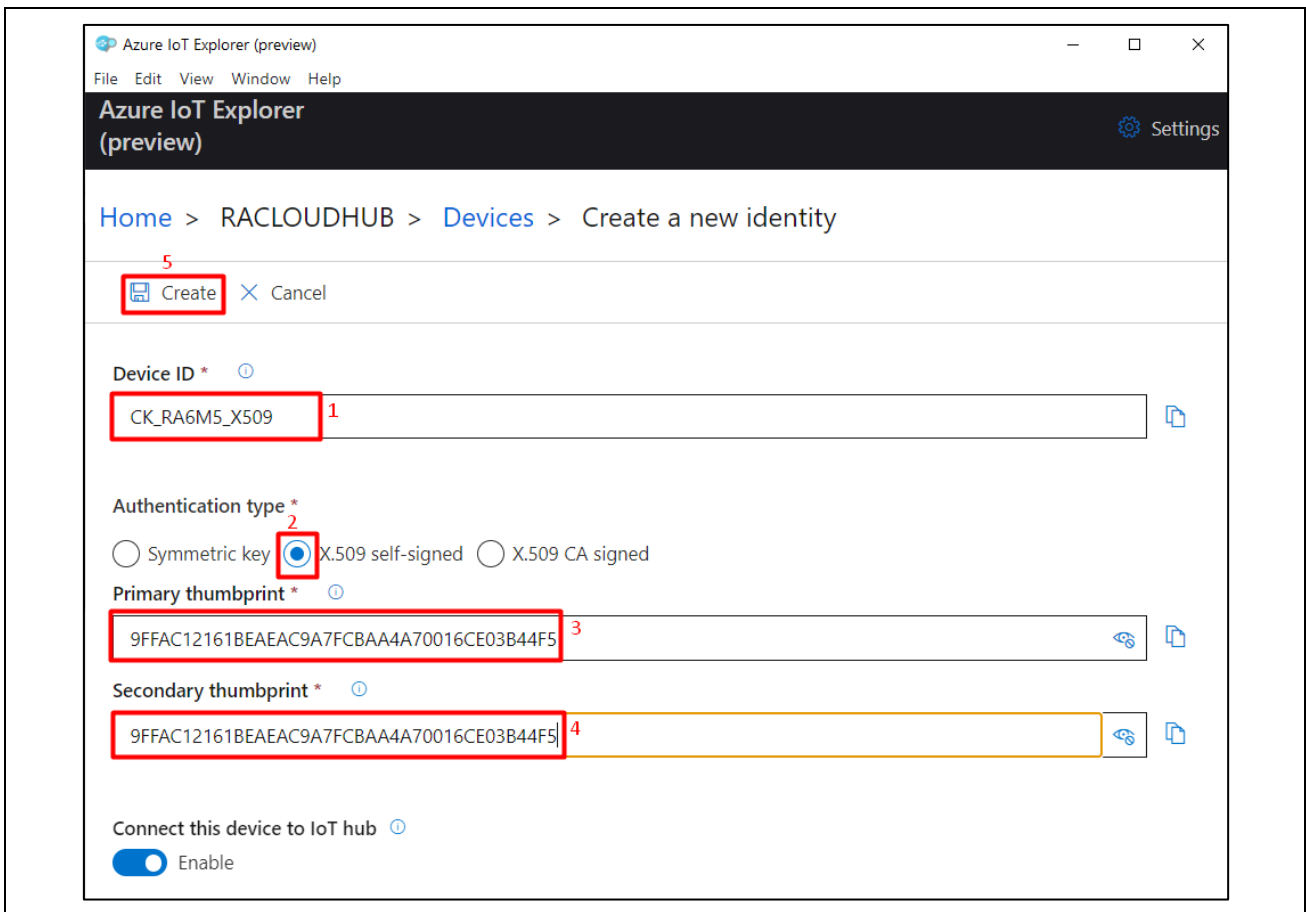 Azure IoT Explorer (preview)
File Edit View Window Help
Azure IoT Explorer
(preview)
Settings
Home > RACLOUDHUB > Devices > Create a new identity
5
Create Cancel
Device ID *
CK_RA6M5_X509 1
Authentication type *
2
Symmetric key X.509 self-signed X.509 CA signed
Primary thumbprint *
9FFAC12161BEAEAC9A7FCBAA4A70016CE03B44F5 3
Secondary thumbprint *
9FFAC12161BEAEAC9A7FCBAA4A70016CE03B44F5 4
Connect this device to IoT hub
Enable